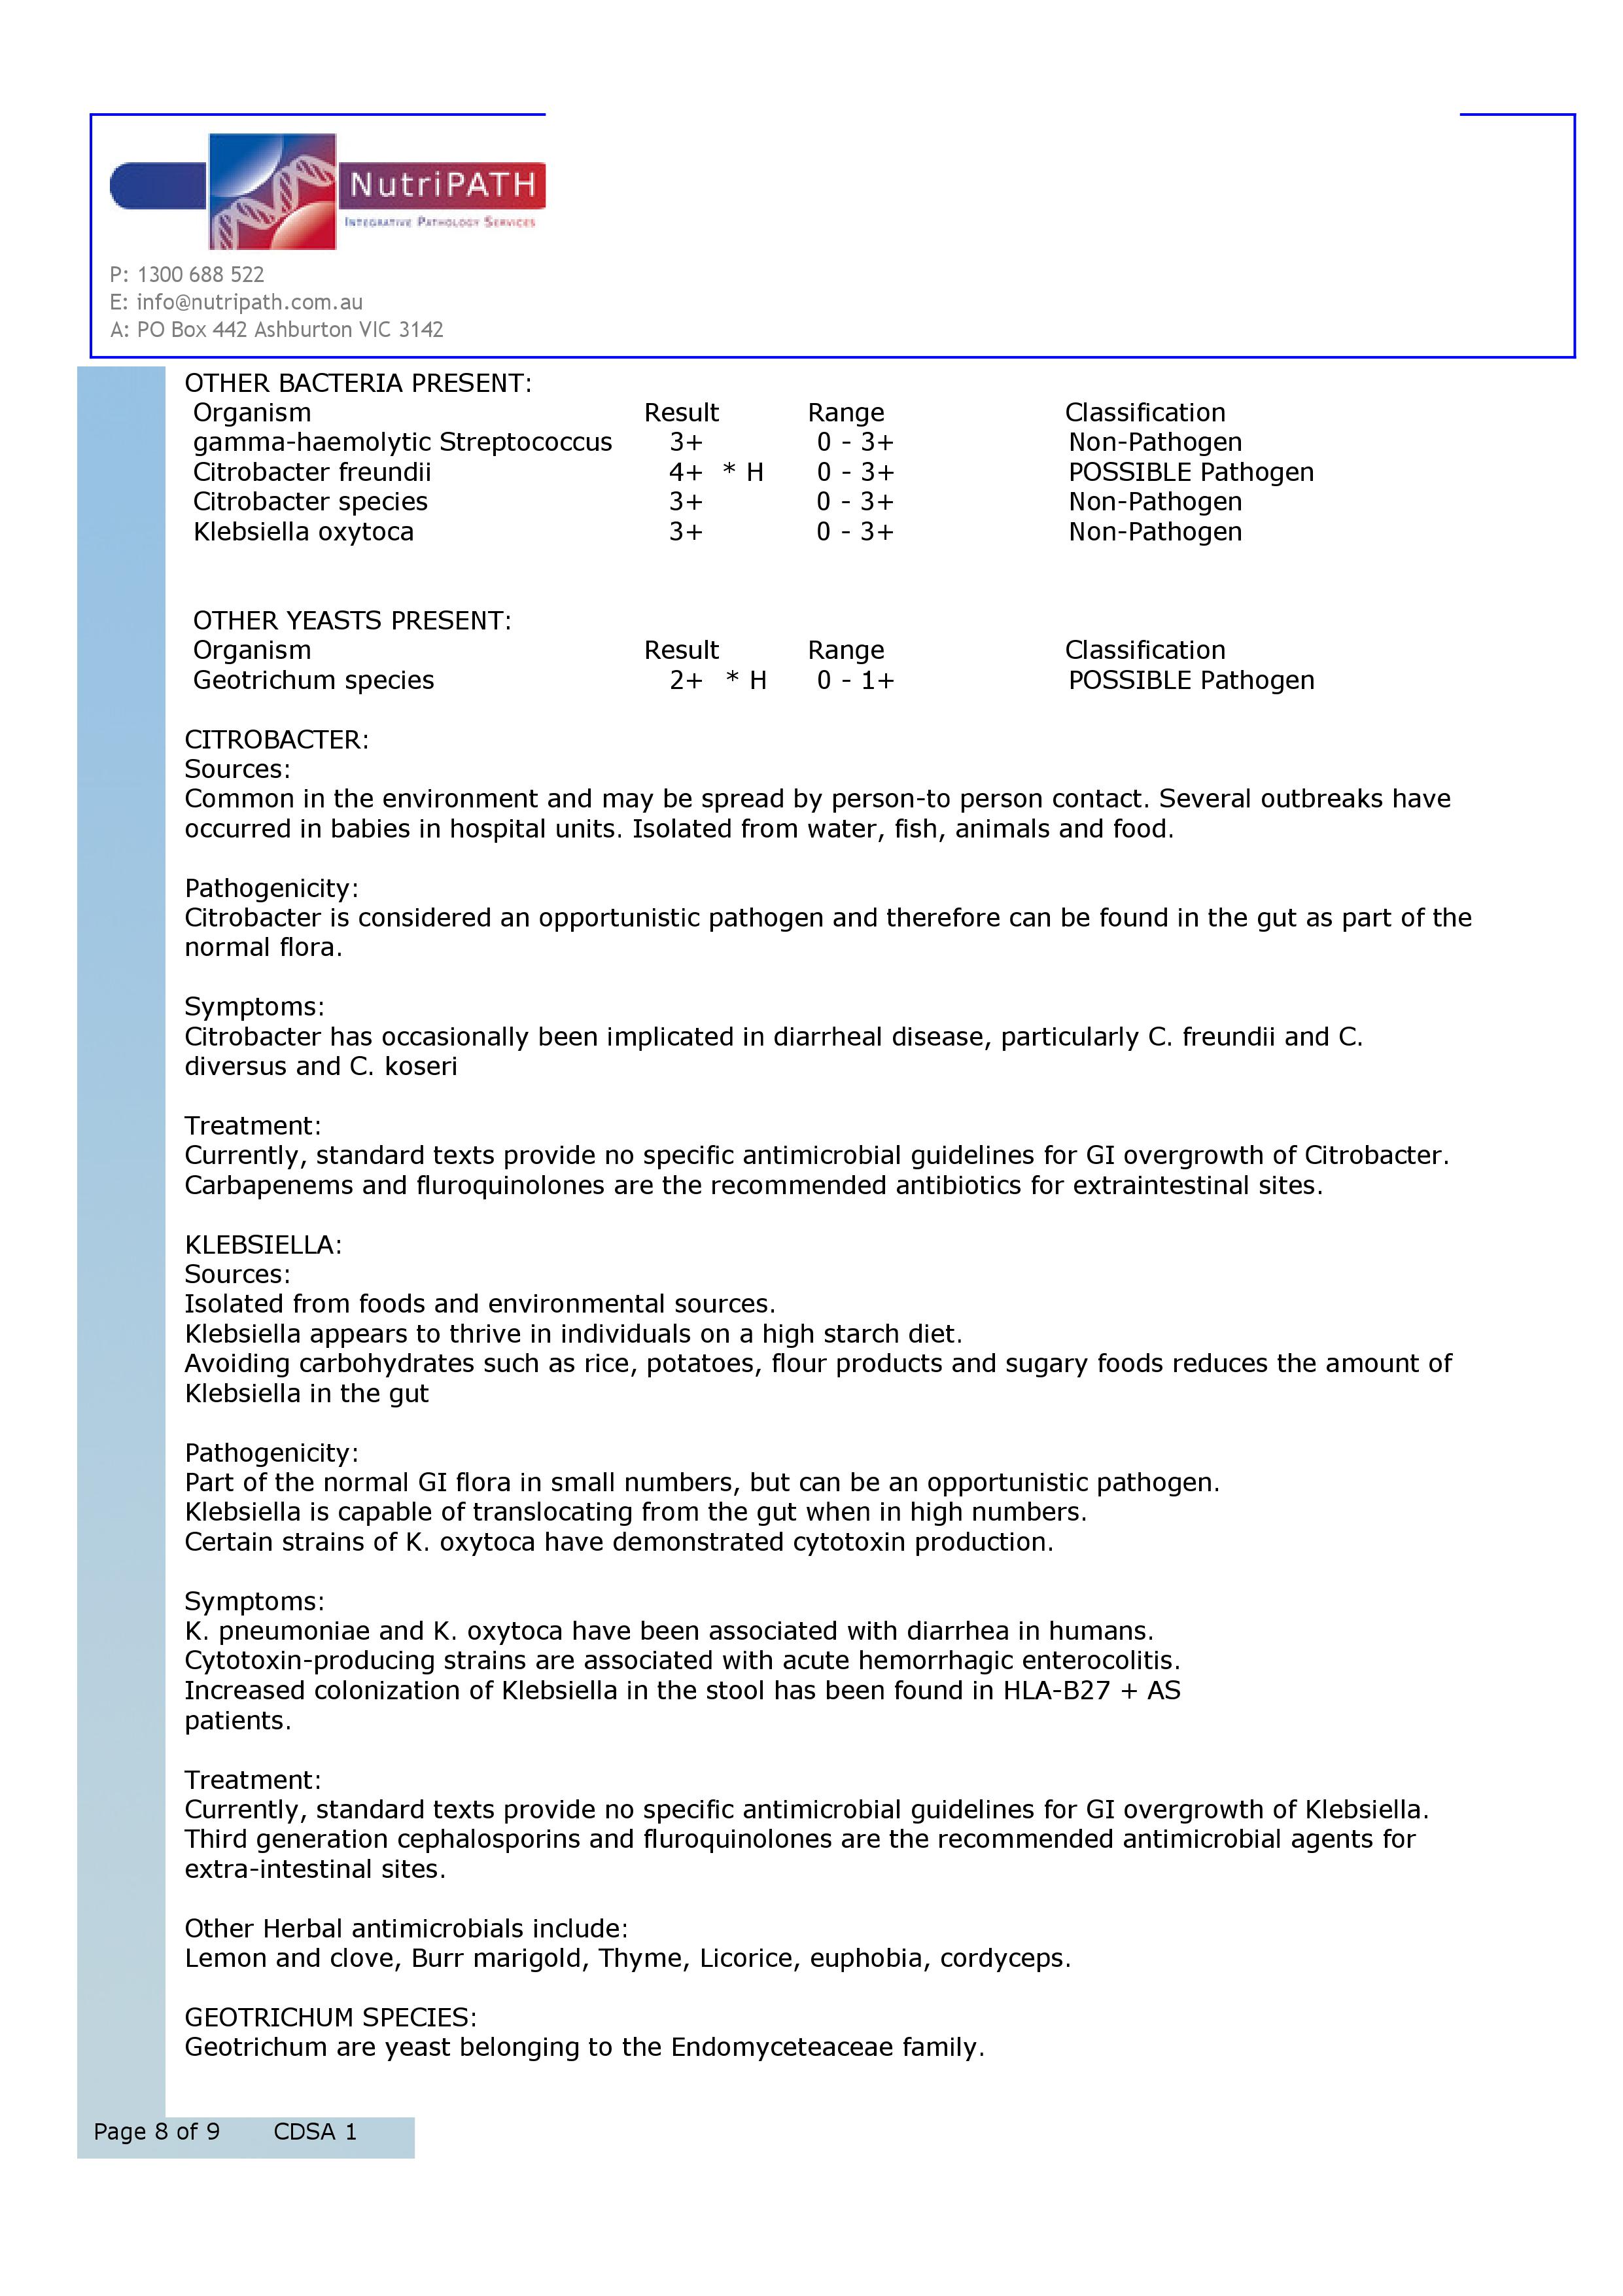 NutriPATH
INTEGRATIVE PATHOLOGY SERVICES
P: 1300 688 522
E: info@nutripath.com.au
A: PO Box 442 Ashburton VIC 3142
OTHER BACTERIA PRESENT:
Organism Result Range Classification
gamma-haemolytic Streptococcus 3+ 0 - 3+ Non-Pathogen
Citrobacter freundii 4+ * H 0 - 3+ POSSIBLE Pathogen
Citrobacter species 3+ 0 - 3+ Non-Pathogen
Klebsiella oxytoca 3+ 0 - 3+ Non-Pathogen
OTHER YEASTS PRESENT:
Organism Result Range Classification
Geotrichum species 2+ * H 0 - 1+ POSSIBLE Pathogen
CITROBACTER:
Sources:
Common in the environment and may be spread by person-to person contact. Several outbreaks have
occurred in babies in hospital units. Isolated from water, fish, animals and food.
Pathogenicity:
Citrobacter is considered an opportunistic pathogen and therefore can be found in the gut as part of the
normal flora.
Symptoms:
Citrobacter has occasionally been implicated in diarrheal disease, particularly C. freundii and C.
diversus and C. koseri
Treatment:
Currently, standard texts provide no specific antimicrobial guidelines for GI overgrowth of Citrobacter.
Carbapenems and fluroquinolones are the recommended antibiotics for extraintestinal sites.
KLEBSIELLA:
Sources:
Isolated from foods and environmental sources.
Klebsiella appears to thrive in individuals on a high starch diet.
Avoiding carbohydrates such as rice, potatoes, flour products and sugary foods reduces the amount of
Klebsiella in the gut
Pathogenicity:
Part of the normal GI flora in small numbers, but can be an opportunistic pathogen.
Klebsiella is capable of translocating from the gut when in high numbers.
Certain strains of K. oxytoca have demonstrated cytotoxin production.
Symptoms:
K. pneumoniae and K. oxytoca have been associated with diarrhea in humans.
Cytotoxin-producing strains are associated with acute hemorrhagic enterocolitis.
Increased colonization of Klebsiella in the stool has been found in HLA-B27 + AS
patients.
Treatment:
Currently, standard texts provide no specific antimicrobial guidelines for GI overgrowth of Klebsiella.
Third generation cephalosporins and fluroquinolones are the recommended antimicrobial agents for
extra-intestinal sites.
Other Herbal antimicrobials include:
Lemon and clove, Burr marigold, Thyme, Licorice, euphobia, cordyceps.
GEOTRICHUM SPECIES:
Geotrichum are yeast belonging to the Endomyceteaceae family.
Page 8 of 9 CDSA 1